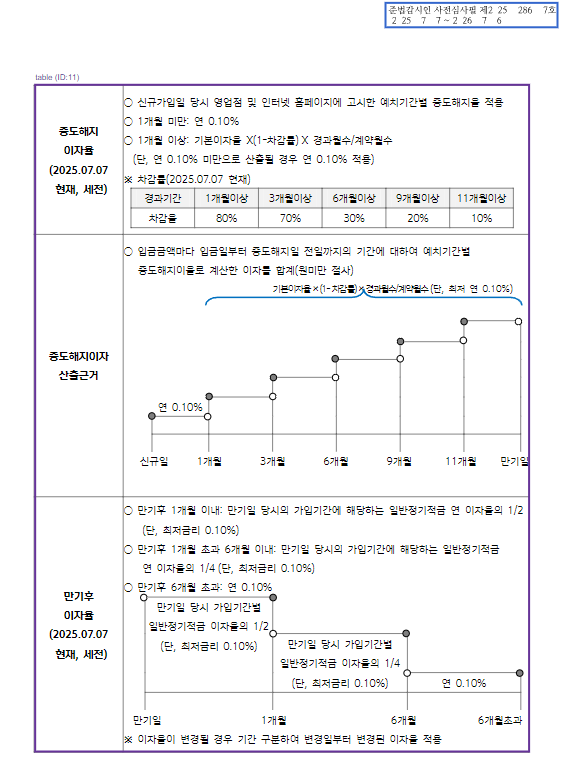 준법감시인 사전심사필 제2 25 286 7호
2 25 7 7 ~ 2 26 7 6
table (ID:11)
중도해지
이자율
(2025.07.07
현재, 세전)
○ 신규가입일 당시 영업점 및 인터넷 홈페이지에 고시한 예치기간별 중도해지율 적용
○ 1개월 미만: 연 0.10%
○ 1개월 이상: 기본이자율 X(1-차감률) X 경과월수/계약월수
(단, 연 0.10% 미만으로 산출될 경우 연 0.10% 적용)
※ 차감률(2025.07.07 현재)
경과기간 1개월이상 3개월이상 6개월이상 9개월이상 11개월이상
차감율 80% 70% 30% 20% 10%
중도해지이자
산출근거
○ 입금금액마다 입금일부터 중도해지일 전일까지의 기간에 대하여 예치기간별
중도해지이율로 계산한 이자를 합계(원미만 절사)
기본이자율×(1-차감률)×경과월수/계약월수 (단, 최저 연 0.10%)
연 0.10%
신규일 1개월 3개월 6개월 9개월 11개월 만기일
만기후
이자율
(2025.07.07
현재, 세전)
○ 만기후 1개월 이내: 만기일 당시의 가입기간에 해당하는 일반정기적금 연 이자율의 1/2
(단, 최저금리 0.10%)
○ 만기후 1개월 초과 6개월 이내: 만기일 당시의 가입기간에 해당하는 일반정기적금
연 이자율의 1/4 (단, 최저금리 0.10%)
○ 만기후 6개월 초과: 연 0.10%
만기일 당시 가입기간별
일반정기적금 이자율의 1/2
(단, 최저금리 0.10%)
만기일 당시 가입기간별
일반정기적금 이자율의 1/4
(단, 최저금리 0.10%)
연 0.10%
만기일 1개월 6개월 6개월초과
※ 이자율이 변경될 경우 기간 구분하여 변경일부터 변경된 이자율 적용